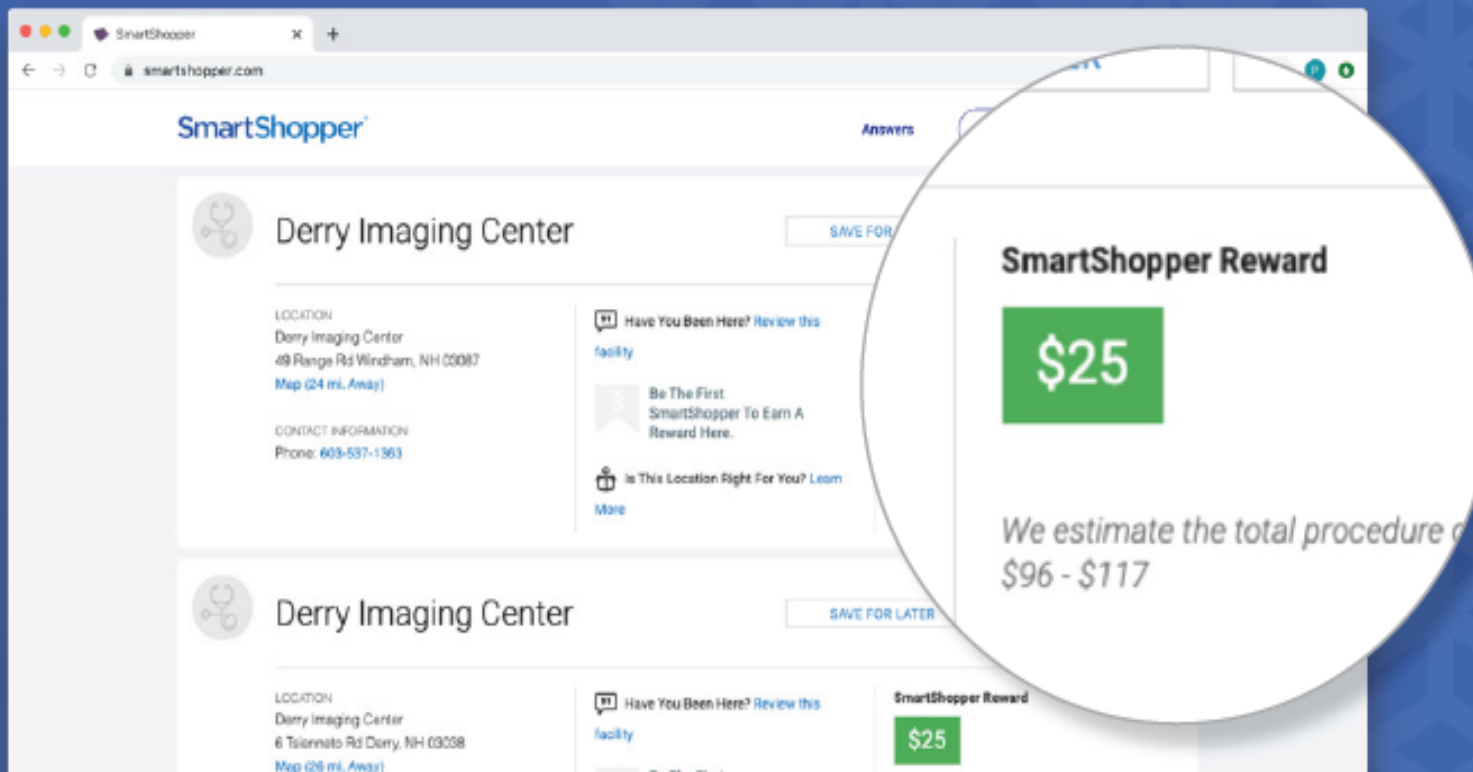 SmartShopper
smartshopper.com
SmartShopper
Answers
Derry Imaging Center
SAVE FOR
LOCATION
Derry Imaging Center
49 Range Rd Windham, NH 03087
Map (24 mi. Away)
CONTACT INFORMATION
Phone: 603-537-1363
Have You Been Here? Review this
facility
Be The First
SmartShopper To Earn A
Reward Here.
Is This Location Right For You? Learn
More
SmartShopper Reward
$25
We estimate the total procedure
$96 - $117
Derry Imaging Center
SAVE FOR LATER
LOCATION
Derry Imaging Center
6 Tsienneto Rd Derry, NH 03038
Map (26 mi. Away)
Have You Been Here? Review this
facility
SmartShopper Reward
$25